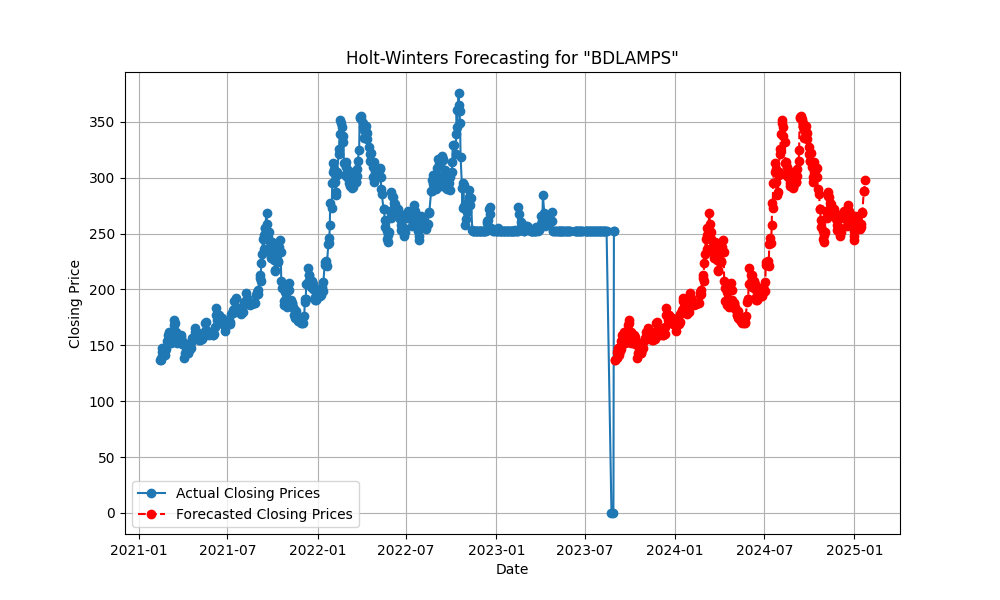 Holt-Winters Forecasting for "BDLAMPS"
Closing Price
350
300
250
200
150
100
50
0
Actual Closing Prices
Forecasted Closing Prices
2021-01 2021-07 2022-01 2022-07 2023-01 2023-07 2024-01 2024-07 2025-01
Date